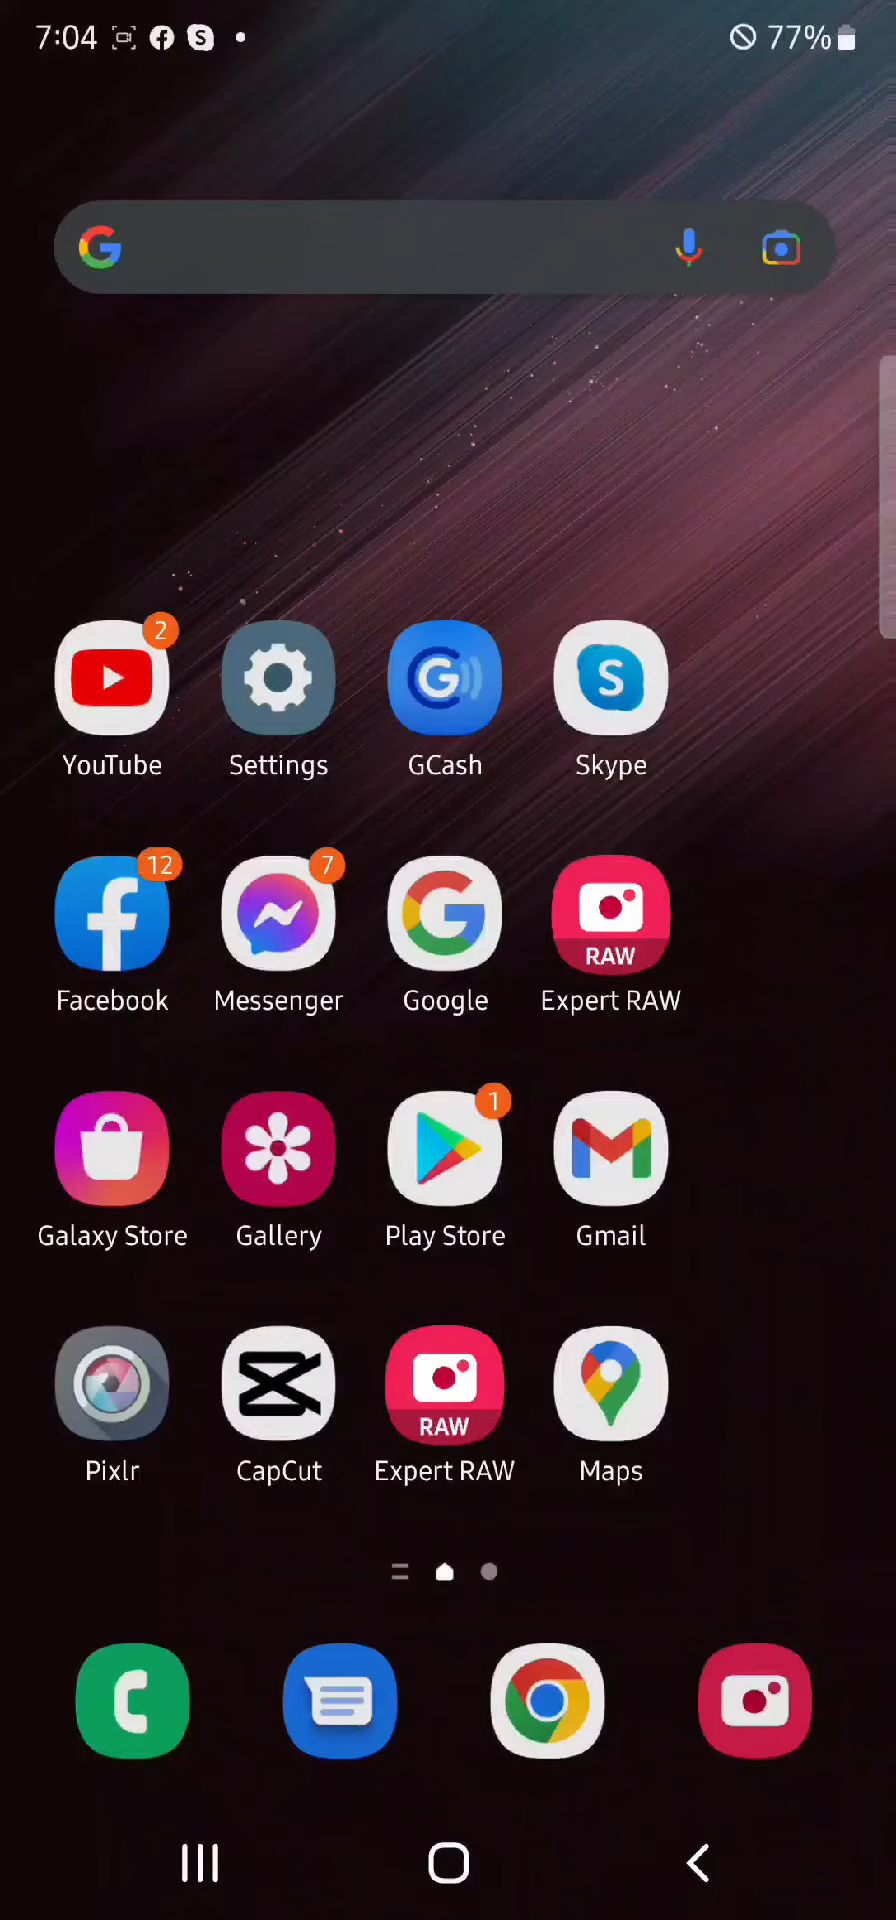 7:04 77%
2
YouTube Settings GCash Skype
12 7
RAW
Facebook Messenger Google Expert RAW
1
Galaxy Store Gallery Play Store Gmail
RAW
Pixlr CapCut Expert RAW Maps